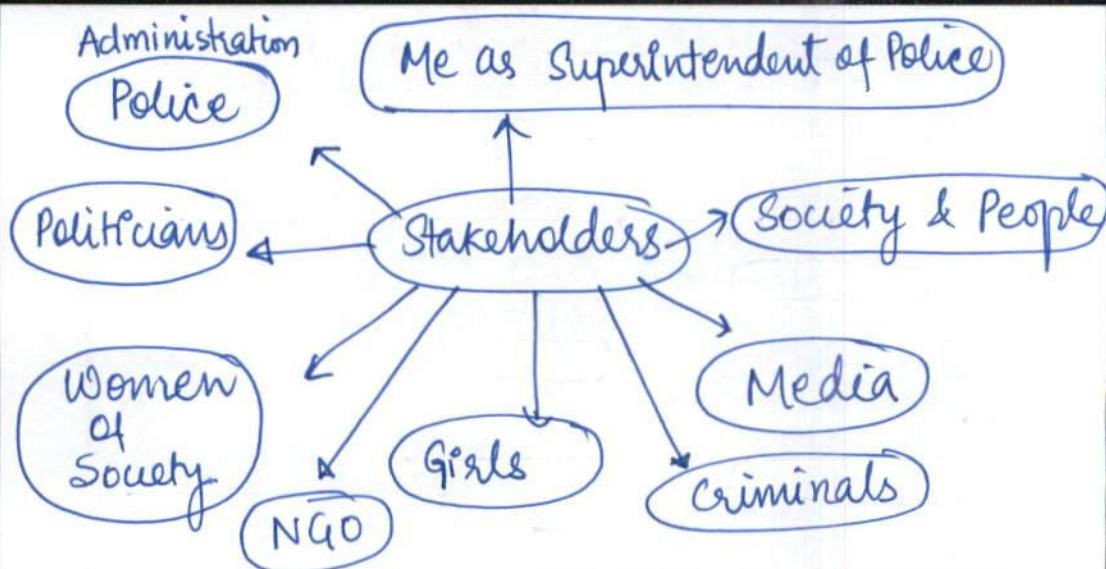 Administration
Police
Me as Superintendent of Police
Politicians
Stakeholders
Society & People
Women
of
Society
NGO
Girls
Media
Criminals